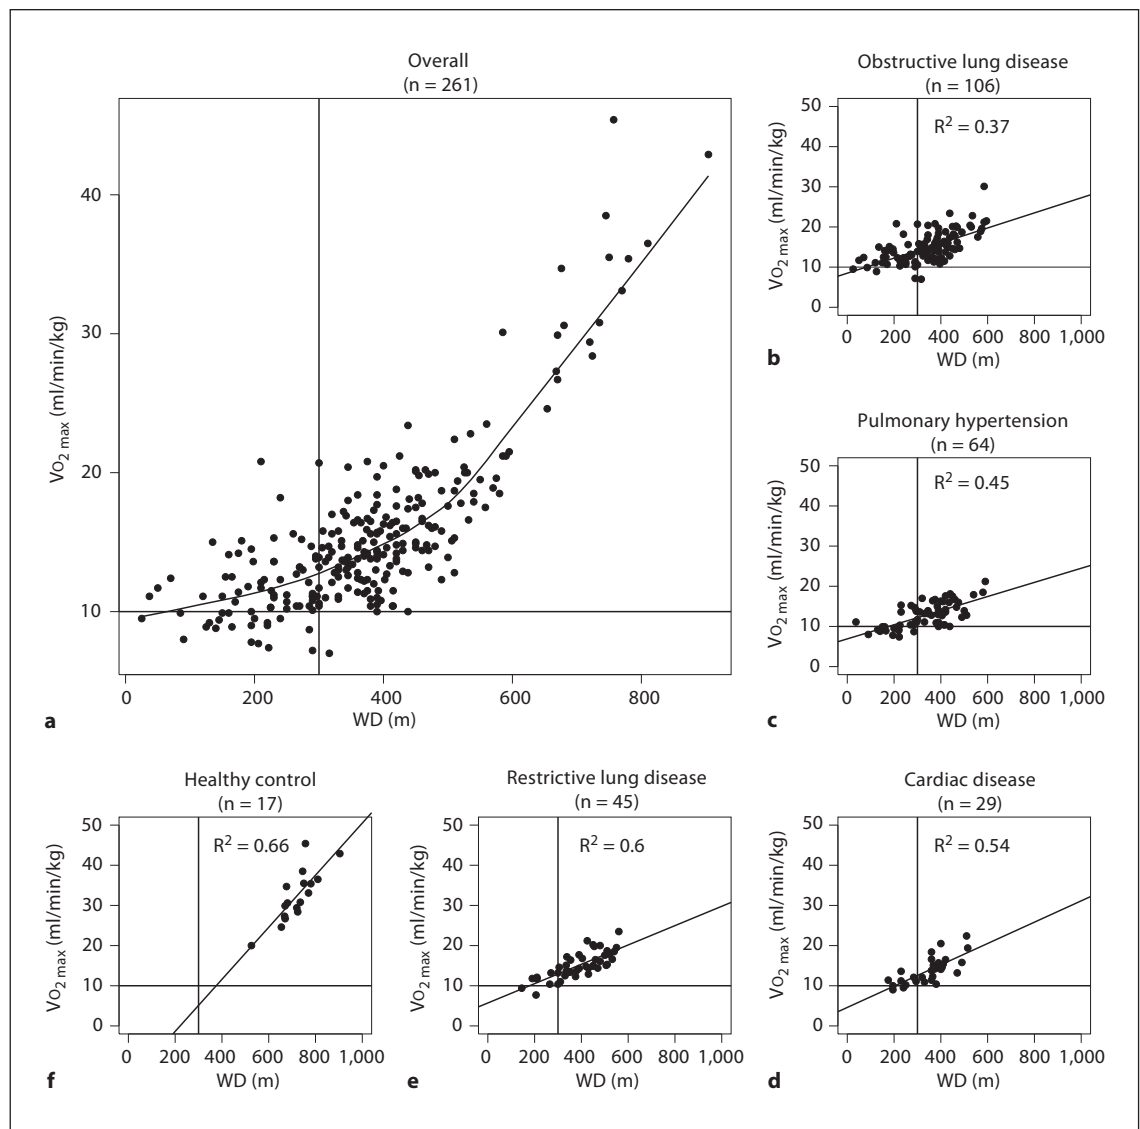 Overall
(n = 261)
40
30
20
10
Vo2 max (ml/min/kg)
0 200 400 600 800
WD (m)
a
Obstructive lung disease
(n = 106)
R2 = 0.37
50
40
30
20
10
0
Vo2 max (ml/min/kg)
0 200 400 600 800 1,000
WD (m)
b
Pulmonary hypertension
(n = 64)
R2 = 0.45
50
40
30
20
10
0
Vo2 max (ml/min/kg)
0 200 400 600 800 1,000
WD (m)
c
Healthy control
(n = 17)
R2 = 0.66
50
40
30
20
10
0
Vo2 max (ml/min/kg)
0 200 400 600 800 1,000
WD (m)
f
Restrictive lung disease
(n = 45)
R2 = 0.6
50
40
30
20
10
0
Vo2 max (ml/min/kg)
0 200 400 600 800 1,000
WD (m)
e
Cardiac disease
(n = 29)
R2 = 0.54
50
40
30
20
10
0
Vo2 max (ml/min/kg)
0 200 400 600 800 1,000
WD (m)
d